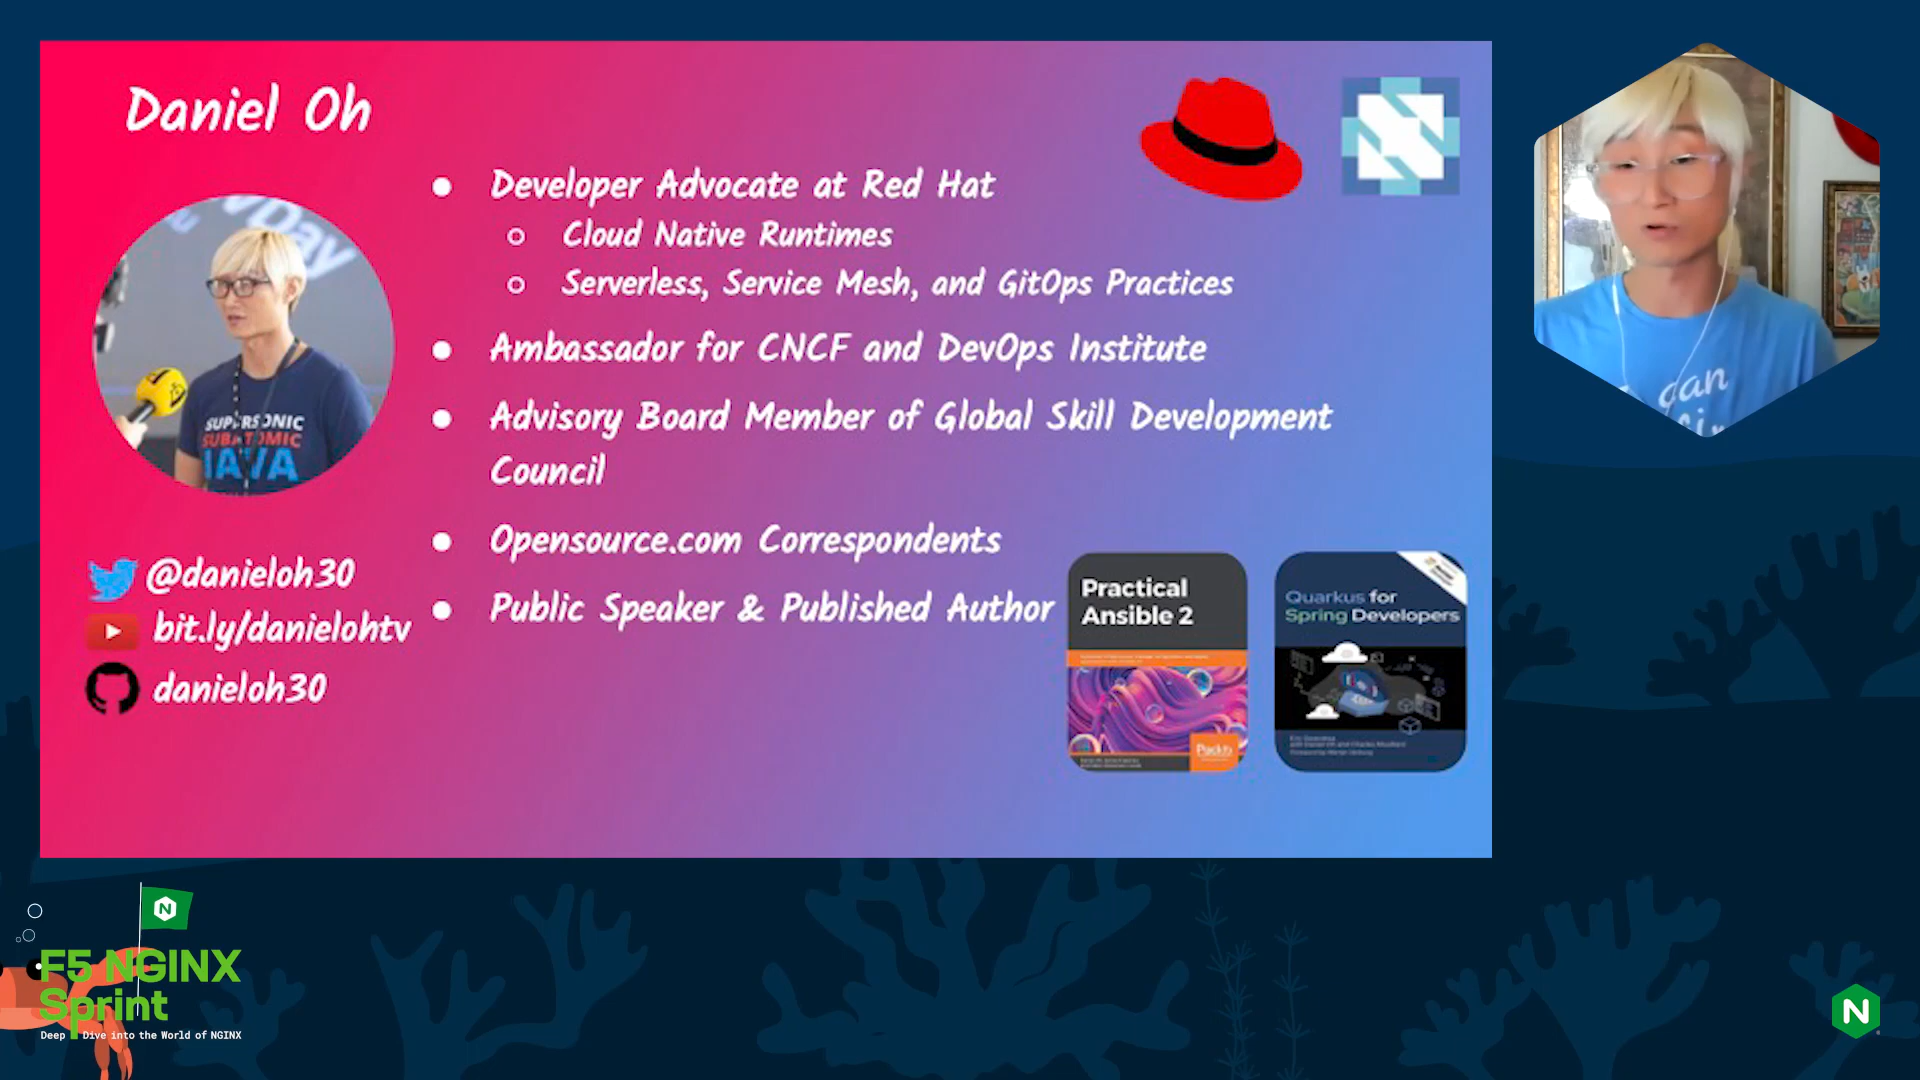 Daniel Oh
Developer Advocate at Red Hat
Cloud Native Runtimes
Serverless, Service Mesh, and GitOps Practices
Ambassador for CNCF and DevOps Institute
Advisory Board Member of Global Skill Development
Council
Opensource.com Correspondents
Public Speaker & Published Author
Day
SUPERSONIC
SUBATOMIC
JAVA
@danieloh30
bit.ly/danielohtv
danieloh30
Practical
Ansible 2
Packt
Quarkus for
Spring Developers
can
N
F5 NGINX
Sprint
Deep Dive into the World of NGINX
N